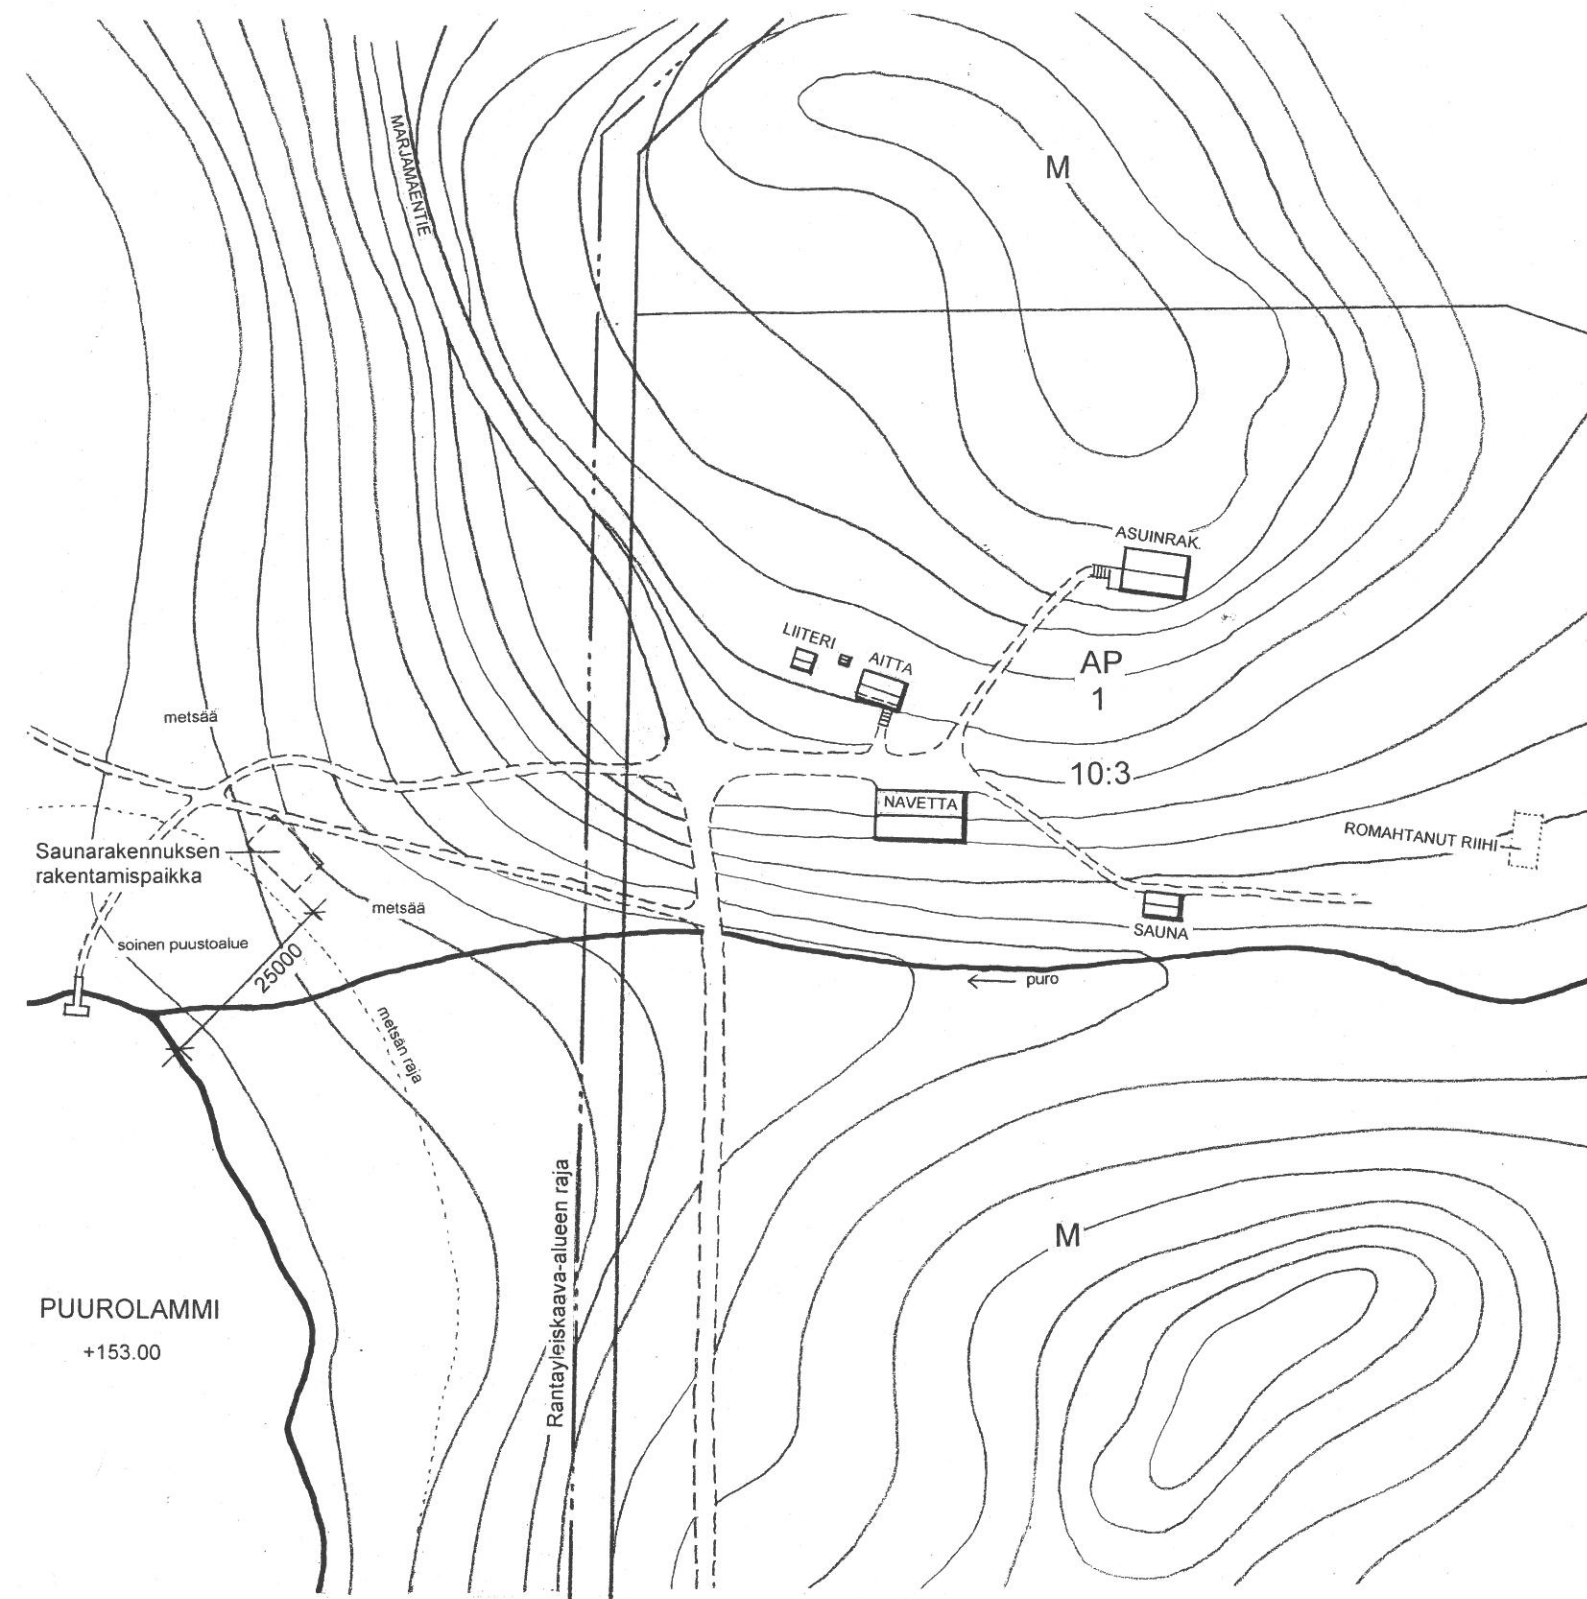 MARJAMAENTIE
M
ASUINRAK.
LIITERI
AITTA
AP
1
metsää
10:3
NAVETTA
ROMAHTANUT RIIHI
Saunarakennuksen
rakentamispaikka
metsää
SAUNA
soinen puustoalue
25000
puro
metsän raja
Rantayleiskaava-alueen raja
M
PUUROLAMMI
+153.00